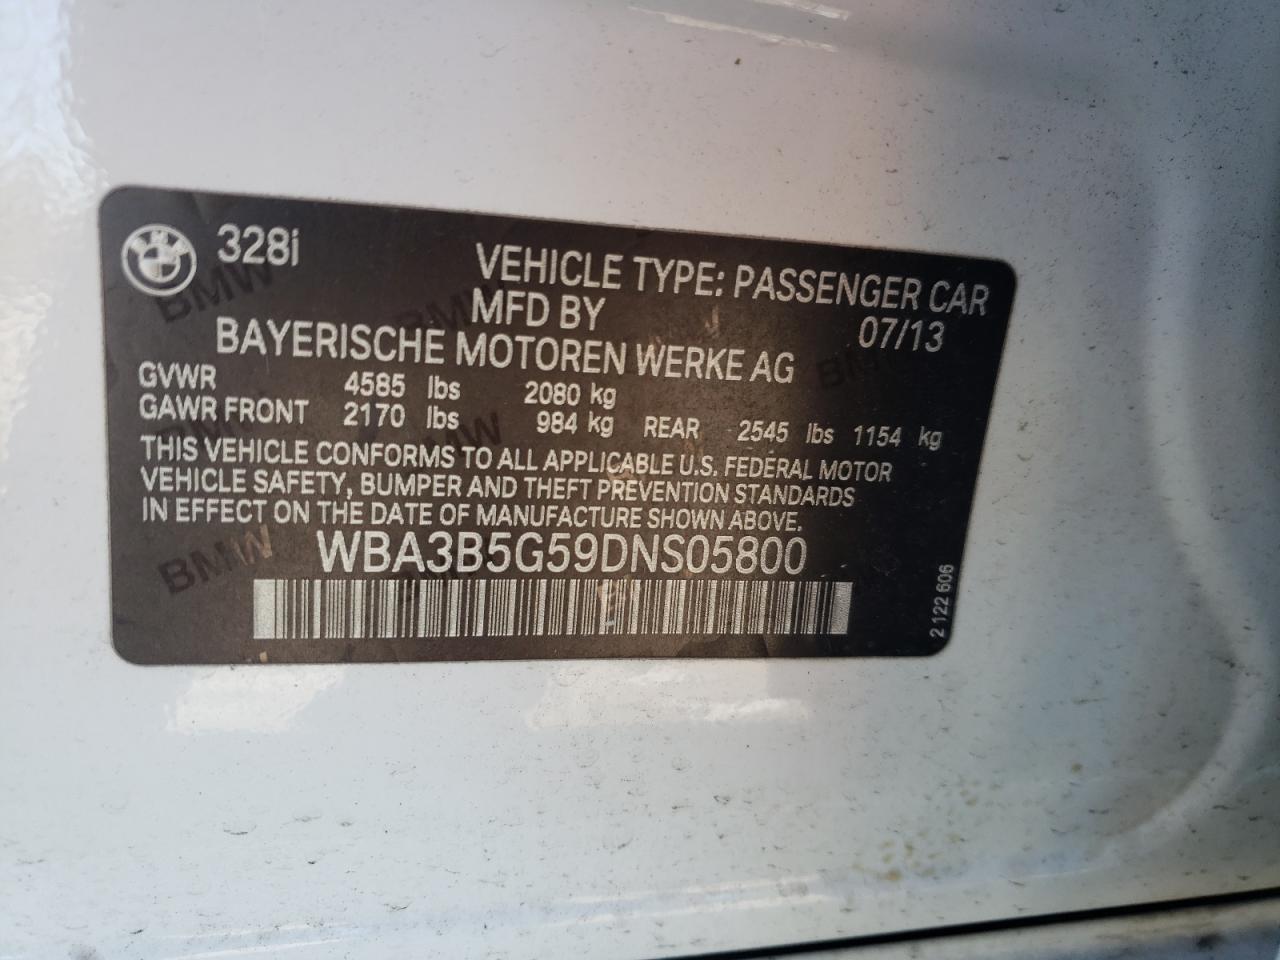 BMW 328i
VEHICLE TYPE: PASSENGER CAR
MFD BY 07/13
BAYERISCHE MOTOREN WERKE AG
GVWR 4585 lbs 2080 kg
GAWR FRONT 2170 lbs 984 kg REAR 2545 lbs 1154 kg
THIS VEHICLE CONFORMS TO ALL APPLICABLE U.S. FEDERAL MOTOR
VEHICLE SAFETY, BUMPER AND THEFT PREVENTION STANDARDS
IN EFFECT ON THE DATE OF MANUFACTURE SHOWN ABOVE.
WBA3B5G59DNS05800
2 122 606